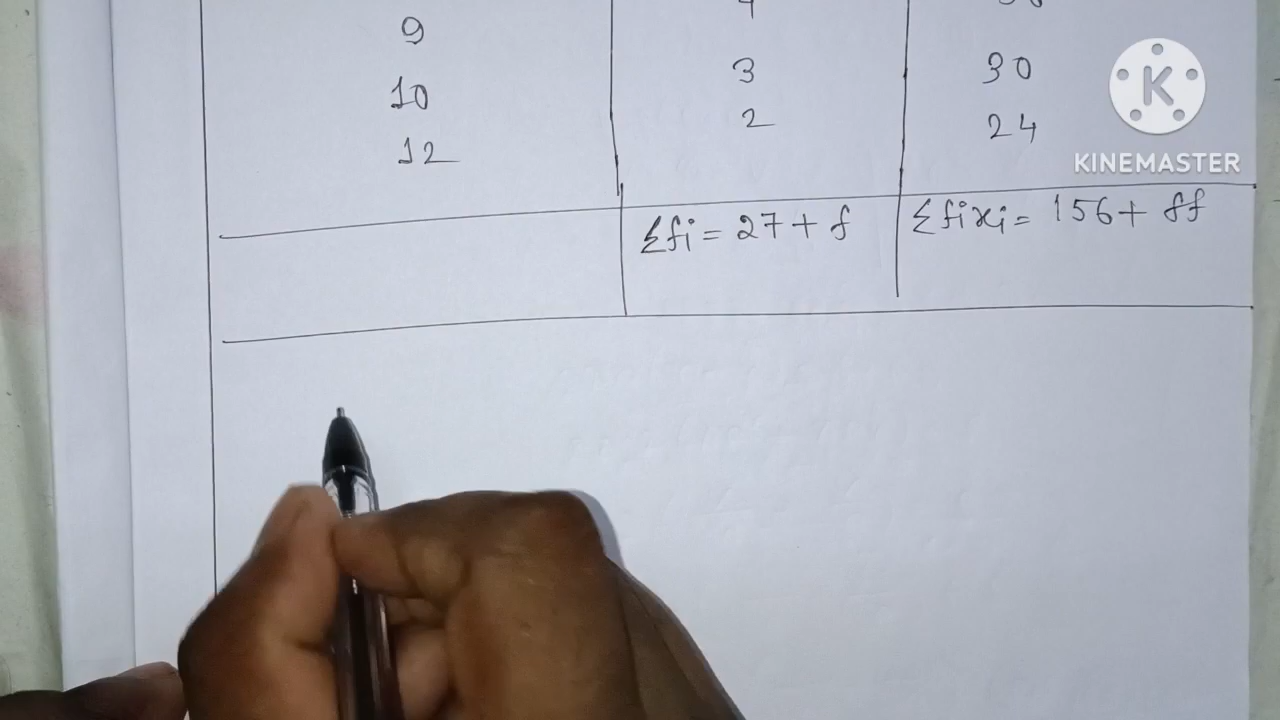 9
10 3 30
12 2 24
Σfi = 27 + f Σfixi = 156 + 8f
K
KINEMASTER